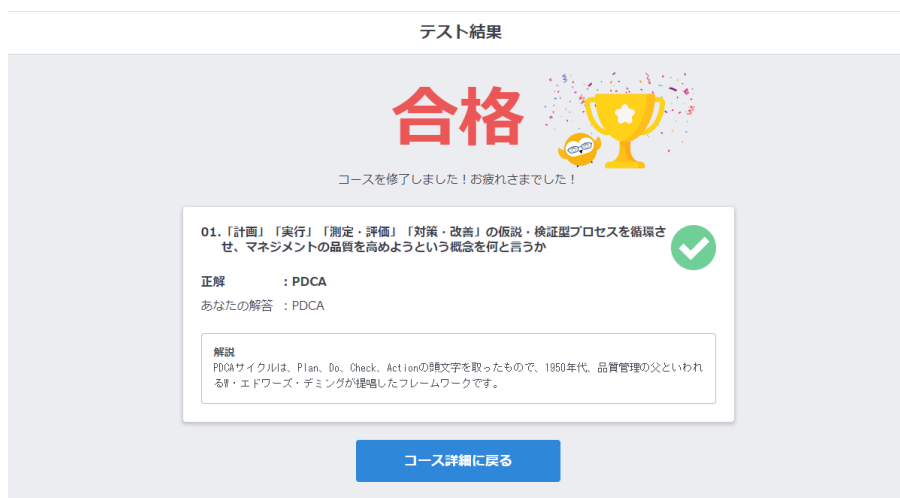 テスト結果
合格
コースを修了しました！お疲れさまでした！
01.「計画」「実行」「測定・評価」「対策・改善」の仮説・検証型プロセスを循環さ
せ、マネジメントの品質を高めようという概念を何と言うか
正解 : PDCA
あなたの解答 : PDCA
解説
PDCAサイクルは、Plan、Do、Check、Actionの頭文字を取ったもので、1950年代、品質管理の父といわれ
るW・エドワーズ・デミングが提唱したフレームワークです。
コース詳細に戻る